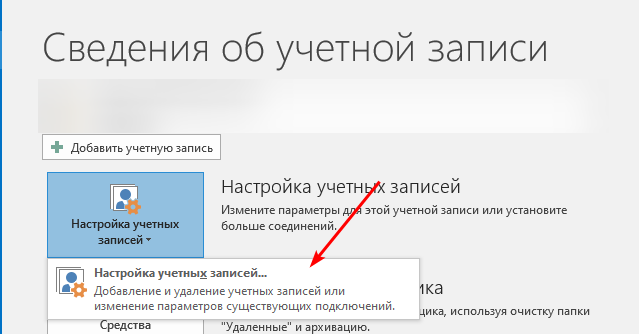 Сведения об учетной записи
Добавить учетную запись
Настройка учетных записей
Измените параметры для этой учетной записи или установите
больше соединений.
Настройка учетных
записей
Настройка учетных записей...
Добавление и удаление учетных записей или
изменение параметров существующих подключений.
используя очистку папки
Средства
"Удаленные" и архивацию.